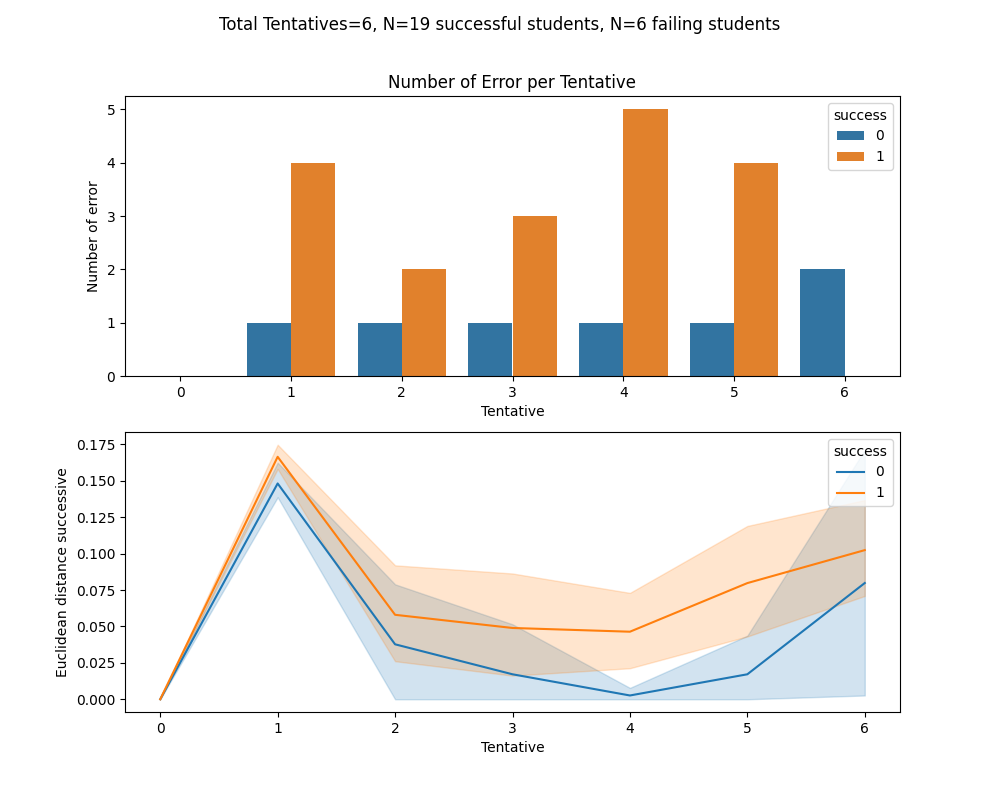 Total Tentatives=6, N=19 successful students, N=6 failing students
Number of Error per Tentative
Number of error
5
4
3
2
1
0
success
0
1
0 1 2 3 4 5 6
Tentative
Euclidean distance successive
0.175
0.150
0.125
0.100
0.075
0.050
0.025
0.000
success
0
1
0 1 2 3 4 5 6
Tentative